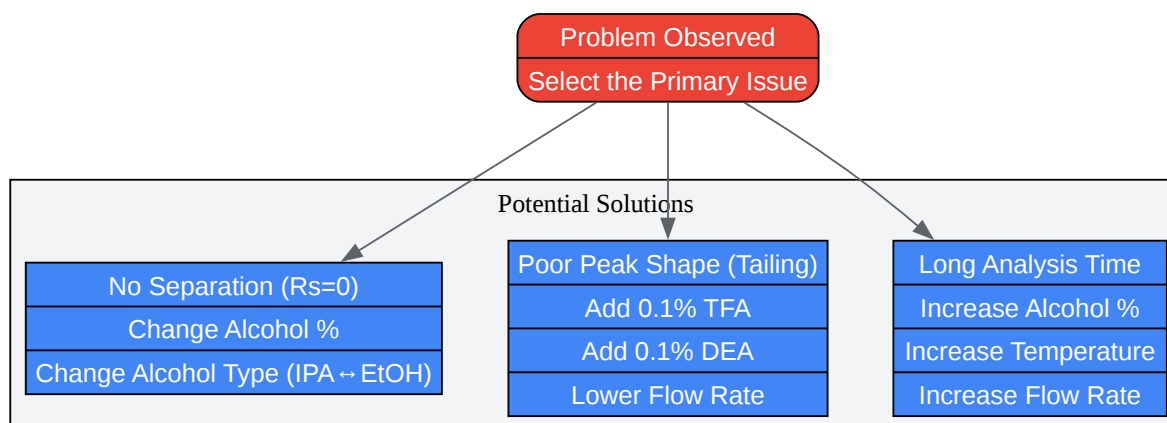 Problem Observed
Select the Primary Issue
Potential Solutions
No Separation (Rs=0)
Change Alcohol %
Change Alcohol Type (IPA↔EtOH)
Poor Peak Shape (Tailing)
Add 0.1% TFA
Add 0.1% DEA
Lower Flow Rate
Long Analysis Time
Increase Alcohol %
Increase Temperature
Increase Flow Rate